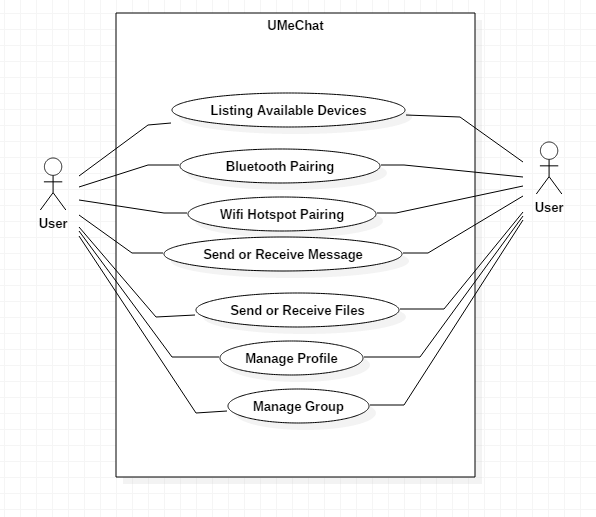 UMeChat
Listing Available Devices
Bluetooth Pairing
Wifi Hotspot Pairing
User
User
Send or Receive Message
Send or Receive Files
Manage Profile
Manage Group